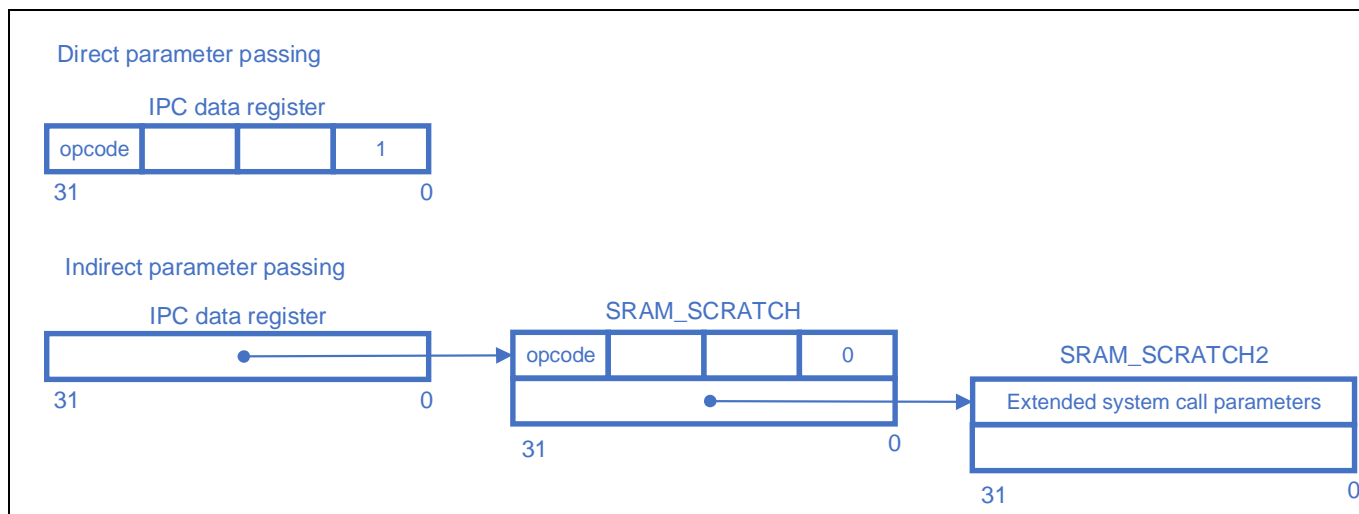 Direct parameter passing
IPC data register
opcode 1
31 0
Indirect parameter passing
IPC data register
31 0
SRAM_SCRATCH
opcode 0
31 0
SRAM_SCRATCH2
Extended system call parameters
31 0